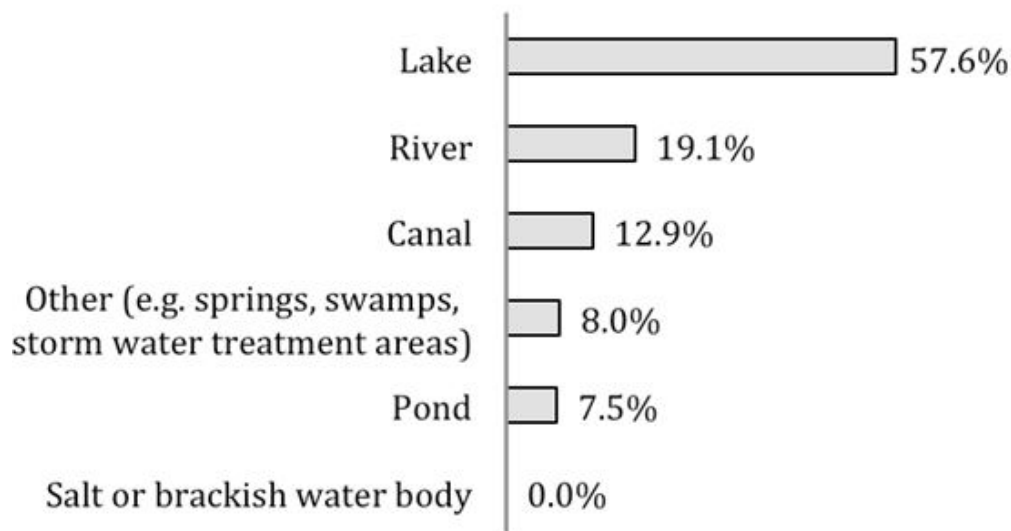 Lake 57.6%
River 19.1%
Canal 12.9%
Other (e.g. springs, swamps,
storm water treatment areas) 8.0%
Pond 7.5%
Salt or brackish water body 0.0%